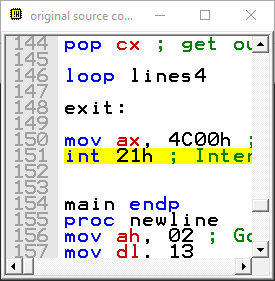 original source co...
144 pop cx ; get ou
145
146 loop lines4
147
148 exit:
149
150 mov ax, 4C00h ;
151 int 21h ; Inter
152
153
154 main endp
155 proc newline
156 mov ah, 02 ; Go
157 mov dl, 13